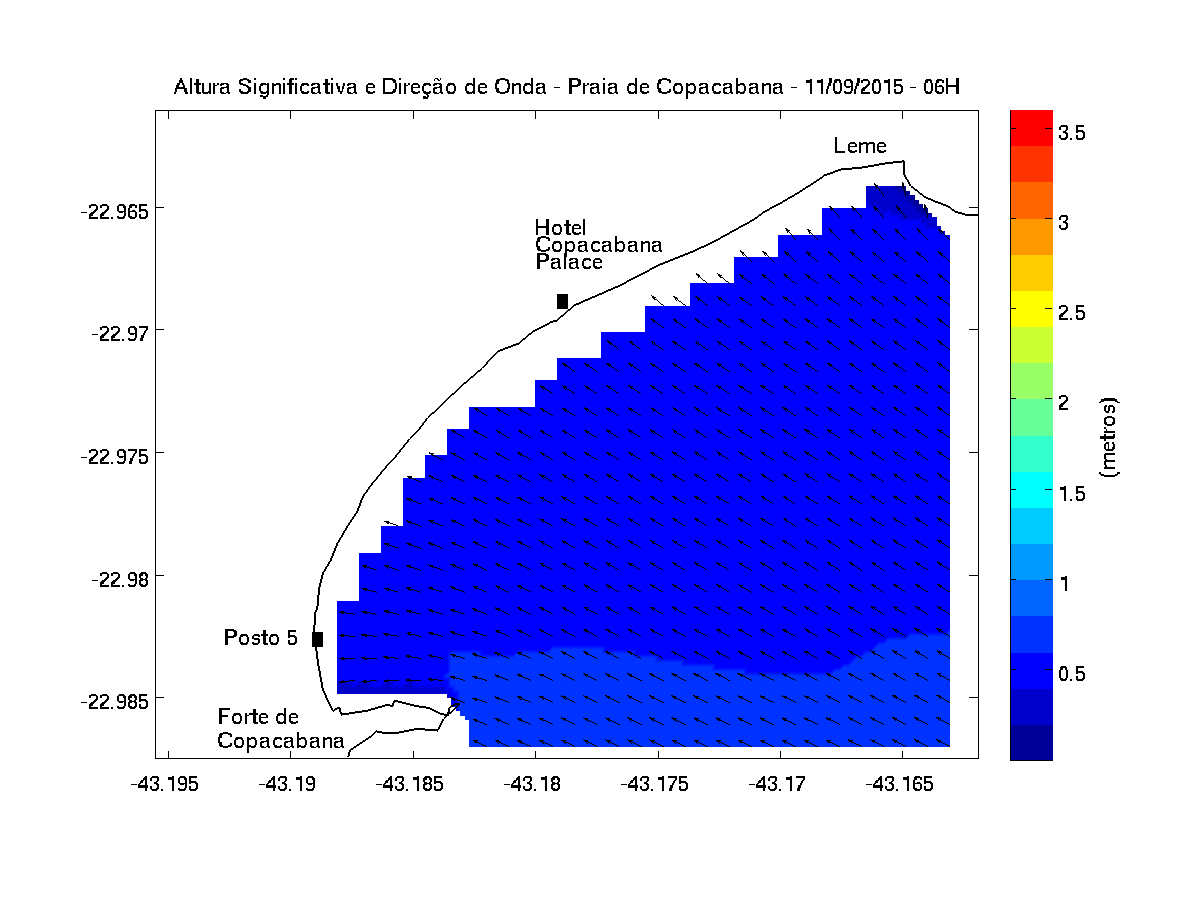 Altura Significativa e Direção de Onda - Praia de Copacabana - 11/09/2015 - 06H
Leme
Hotel
Copacabana
Palace
Posto 5
Forte de
Copacabana
-22.965
-22.97
-22.975
-22.98
-22.985
-43.195
-43.19
-43.185
-43.18
-43.175
-43.17
-43.165
3.5
3
2.5
2
1.5
1
0.5
(metros)